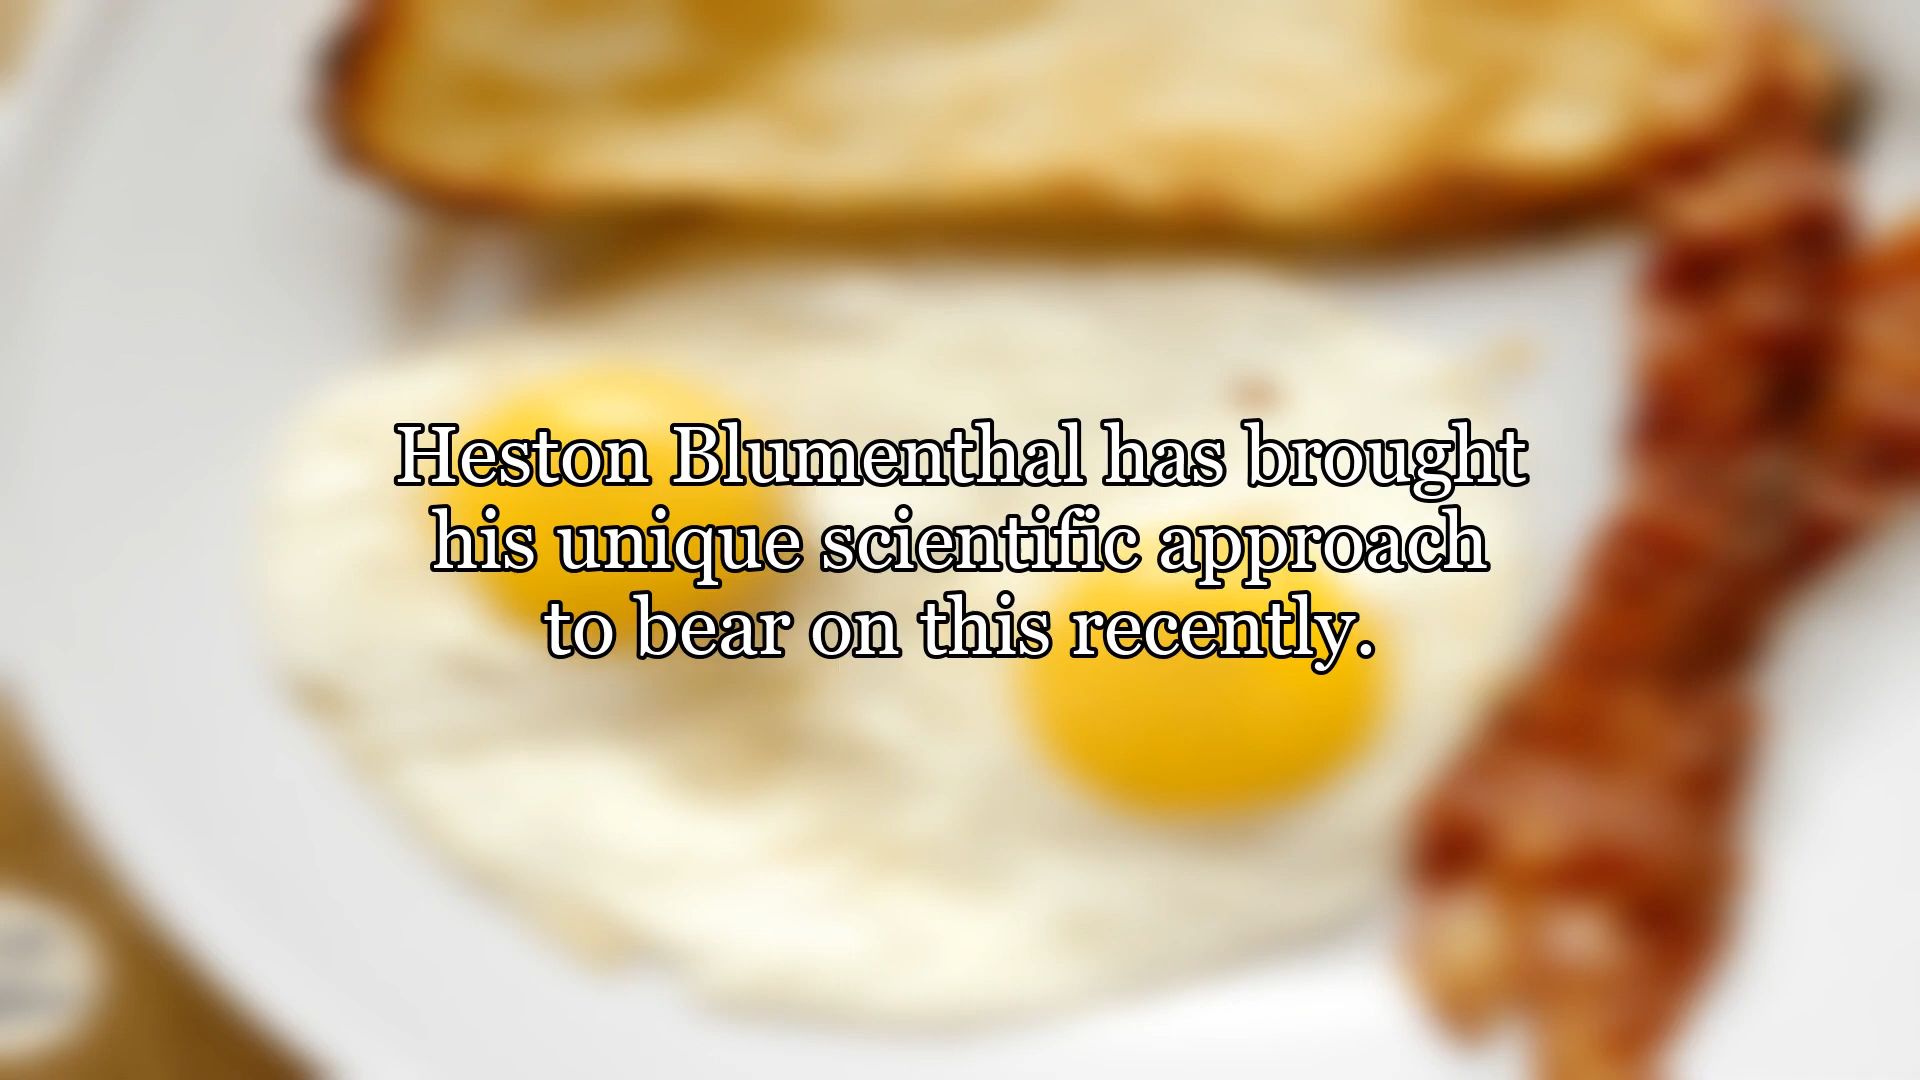 Heston Blumenthal has brought
his unique scientific approach
to bear on this recently.